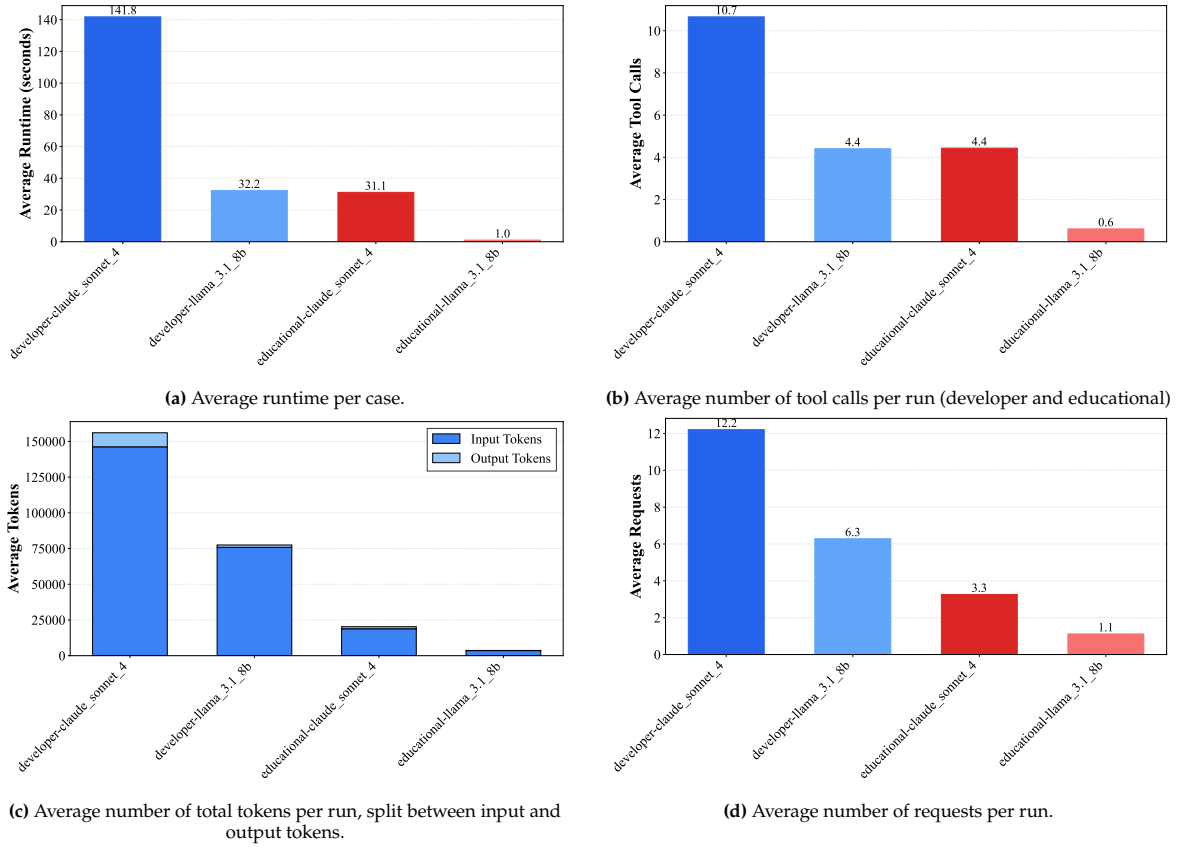 141.8
140
120
100
80
60
40
20
0
Average Runtime (seconds)
32.2
31.1
1.0
developer-claude_sonnet_4
developer-llama_3.1_8b
educational-claude_sonnet_4
educational-llama_3.1_8b
(a) Average runtime per case.
10.7
10
8
6
4
2
0
Average Tool Calls
4.4
4.4
0.6
developer-claude_sonnet_4
developer-llama_3.1_8b
educational-claude_sonnet_4
educational-llama_3.1_8b
(b) Average number of tool calls per run (developer and educational)
150000
125000
100000
75000
50000
25000
0
Average Tokens
Input Tokens
Output Tokens
developer-claude_sonnet_4
developer-llama_3.1_8b
educational-claude_sonnet_4
educational-llama_3.1_8b
(c) Average number of total tokens per run, split between input and
output tokens.
12.2
12
10
8
6
4
2
0
Average Requests
6.3
3.3
1.1
developer-claude_sonnet_4
developer-llama_3.1_8b
educational-claude_sonnet_4
educational-llama_3.1_8b
(d) Average number of requests per run.